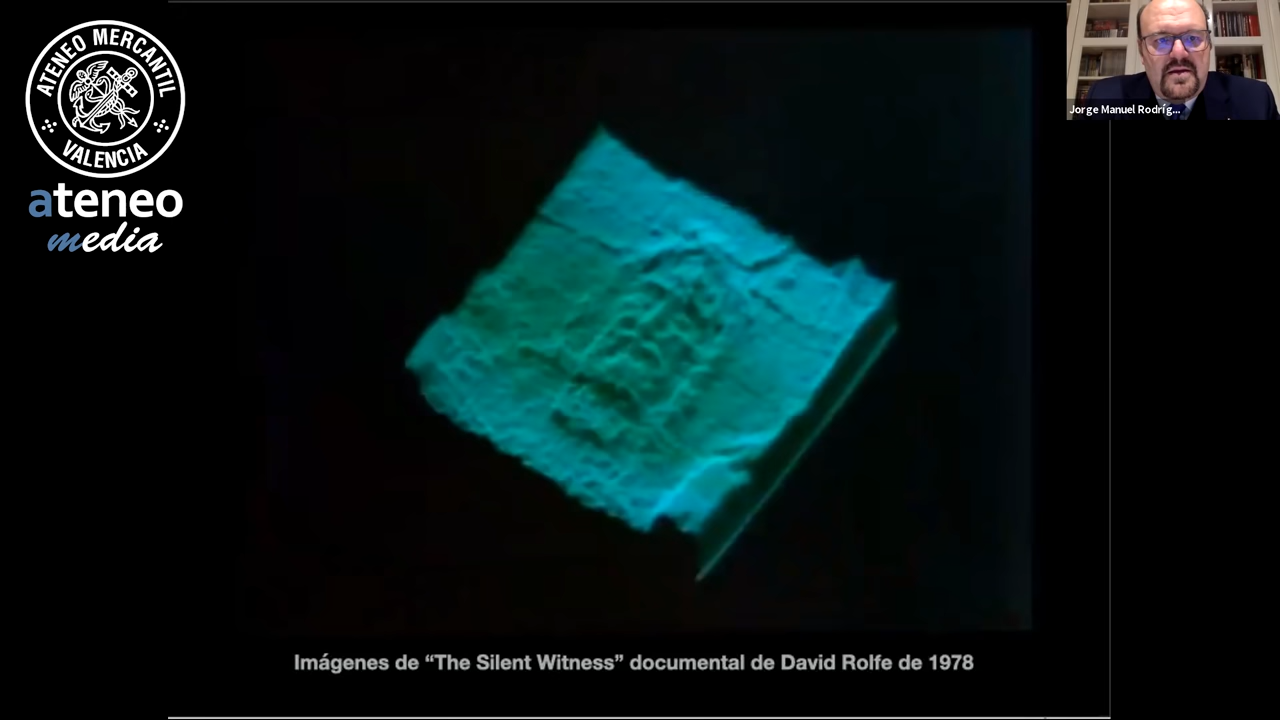 ATENEO MERCANTIL
VALENCIA
ateneo
media
Jorge Manuel Rodríg...
Imágenes de “The Silent Witness” documental de David Rolfe de 1978